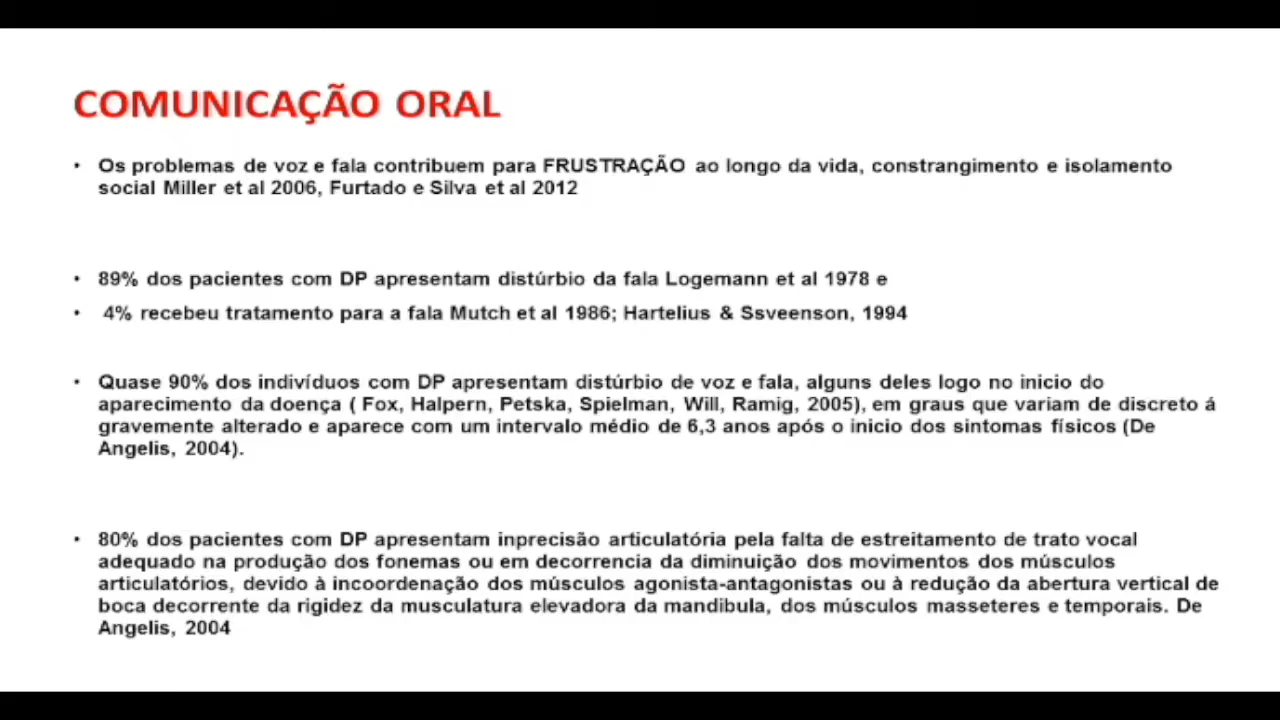 COMUNICAÇÃO ORAL
• Os problemas de voz e fala contribuem para FRUSTRAÇÃO ao longo da vida, constrangimento e isolamento
social Miller et al 2006, Furtado e Silva et al 2012
• 89% dos pacientes com DP apresentam distúrbio da fala Logemann et al 1978 e
• 4% recebeu tratamento para a fala Mutch et al 1986; Hartelius & Ssveenson, 1994
• Quase 90% dos indivíduos com DP apresentam distúrbio de voz e fala, alguns deles logo no inicio do
aparecimento da doença ( Fox, Halpern, Petska, Spielman, Will, Ramig, 2005), em graus que variam de discreto á
gravemente alterado e aparece com um intervalo médio de 6,3 anos após o inicio dos sintomas físicos (De
Angelis, 2004).
• 80% dos pacientes com DP apresentam inprecisão articulatória pela falta de estreitamento de trato vocal
adequado na produção dos fonemas ou em decorrencia da diminuição dos movimentos dos músculos
articulatórios, devido à incoordenação dos músculos agonista-antagonistas ou à redução da abertura vertical de
boca decorrente da rigidez da musculatura elevadora da mandibula, dos músculos masseteres e temporais. De
Angelis, 2004